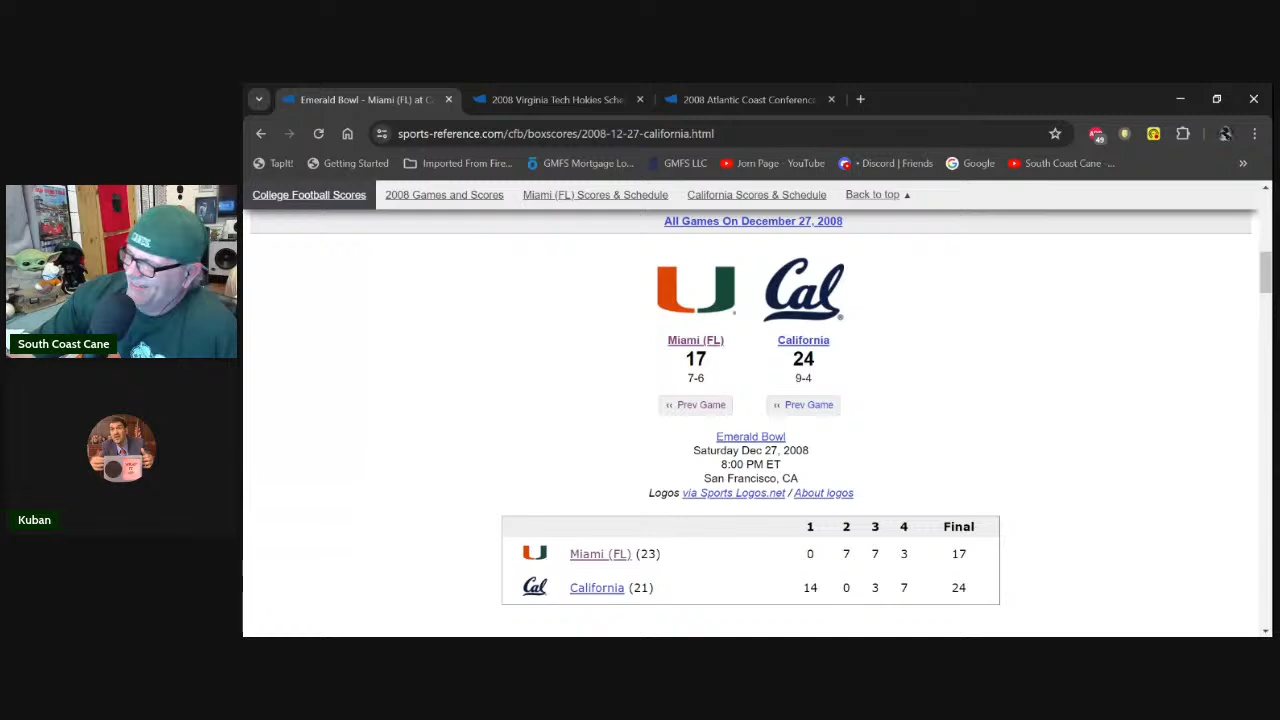 Emerald Bowl - Miami (FL) at C
2008 Virginia Tech Hokies Sche
2008 Atlantic Coast Conference
sports-reference.com/cfb/boxscores/2008-12-27-california.html
49
TapIt!
Getting Started
Imported From Fire...
GMFS Mortgage Lo...
GMFS LLC
Jorn Page - YouTube
• Discord | Friends
Google
South Coast Cane -...
»
College Football Scores
2008 Games and Scores
Miami (FL) Scores & Schedule
California Scores & Schedule
Back to top ▲
All Games On December 27, 2008
Cal
Miami (FL)
California
17
24
7-6
9-4
‹‹ Prev Game
‹‹ Prev Game
Emerald Bowl
Saturday Dec 27, 2008
8:00 PM ET
San Francisco, CA
Logos via Sports Logos.net / About logos
1 2 3 4 Final
Miami (FL) (23) 0 7 7 3 17
Cal California (21) 14 0 3 7 24
CANES
South Coast Cane
Kuban